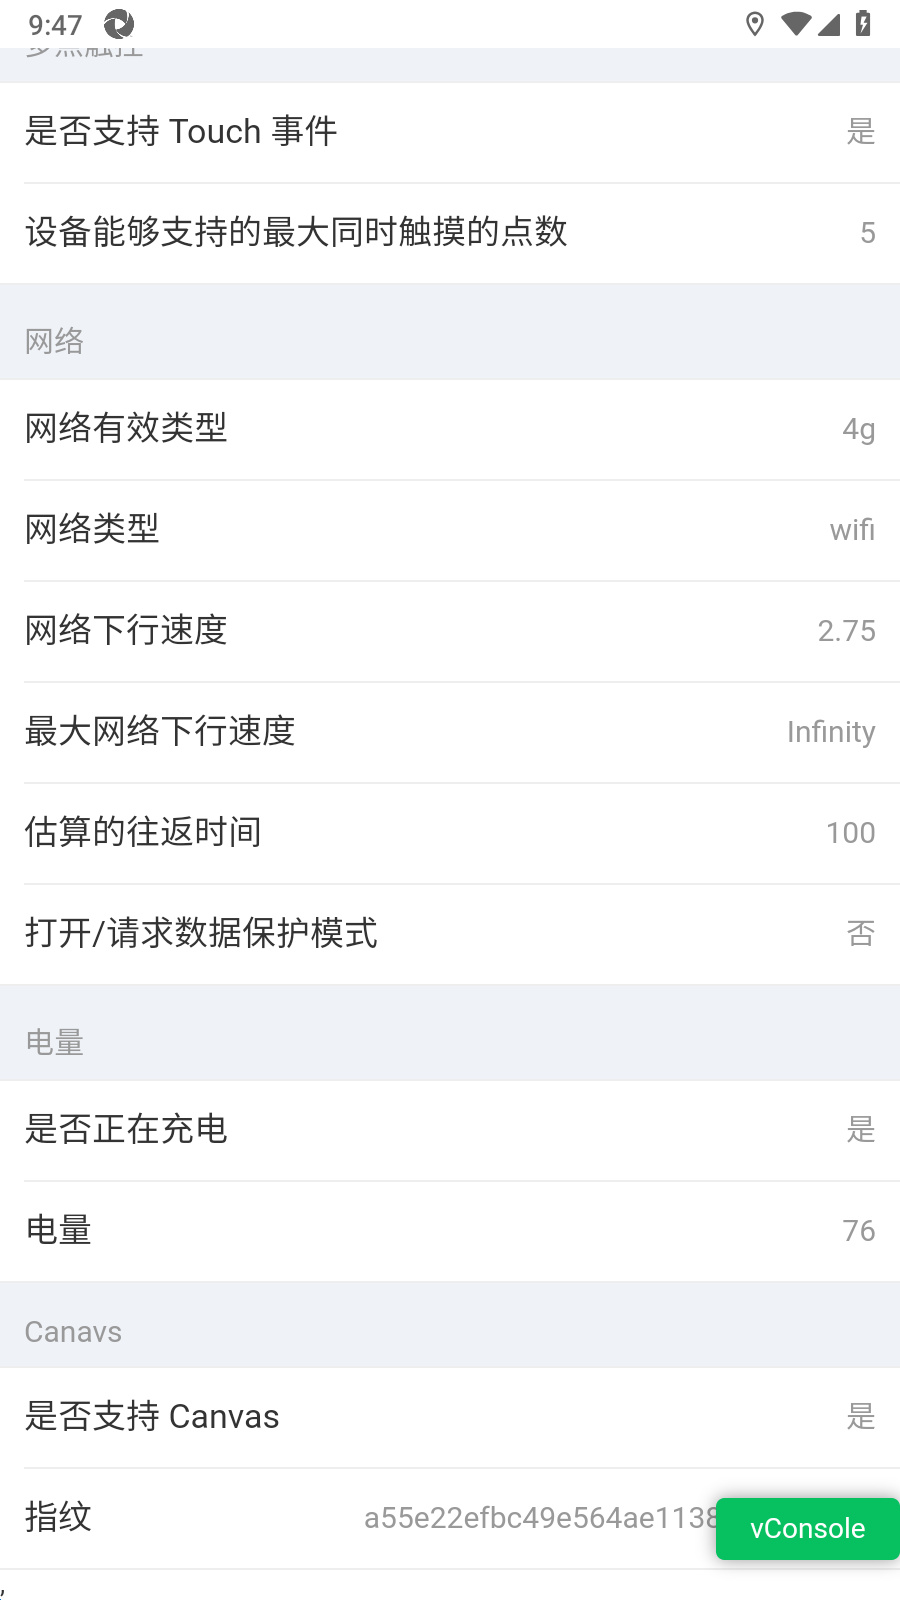 9:47
多点触控
是否支持 Touch 事件 是
设备能够支持的最大同时触摸的点数 5
网络
网络有效类型 4g
网络类型 wifi
网络下行速度 2.75
最大网络下行速度 Infinity
估算的往返时间 100
打开/请求数据保护模式 否
电量
是否正在充电 是
电量 76
Canavs
是否支持 Canvas 是
指纹 a55e22efbc49e564ae1138
vConsole